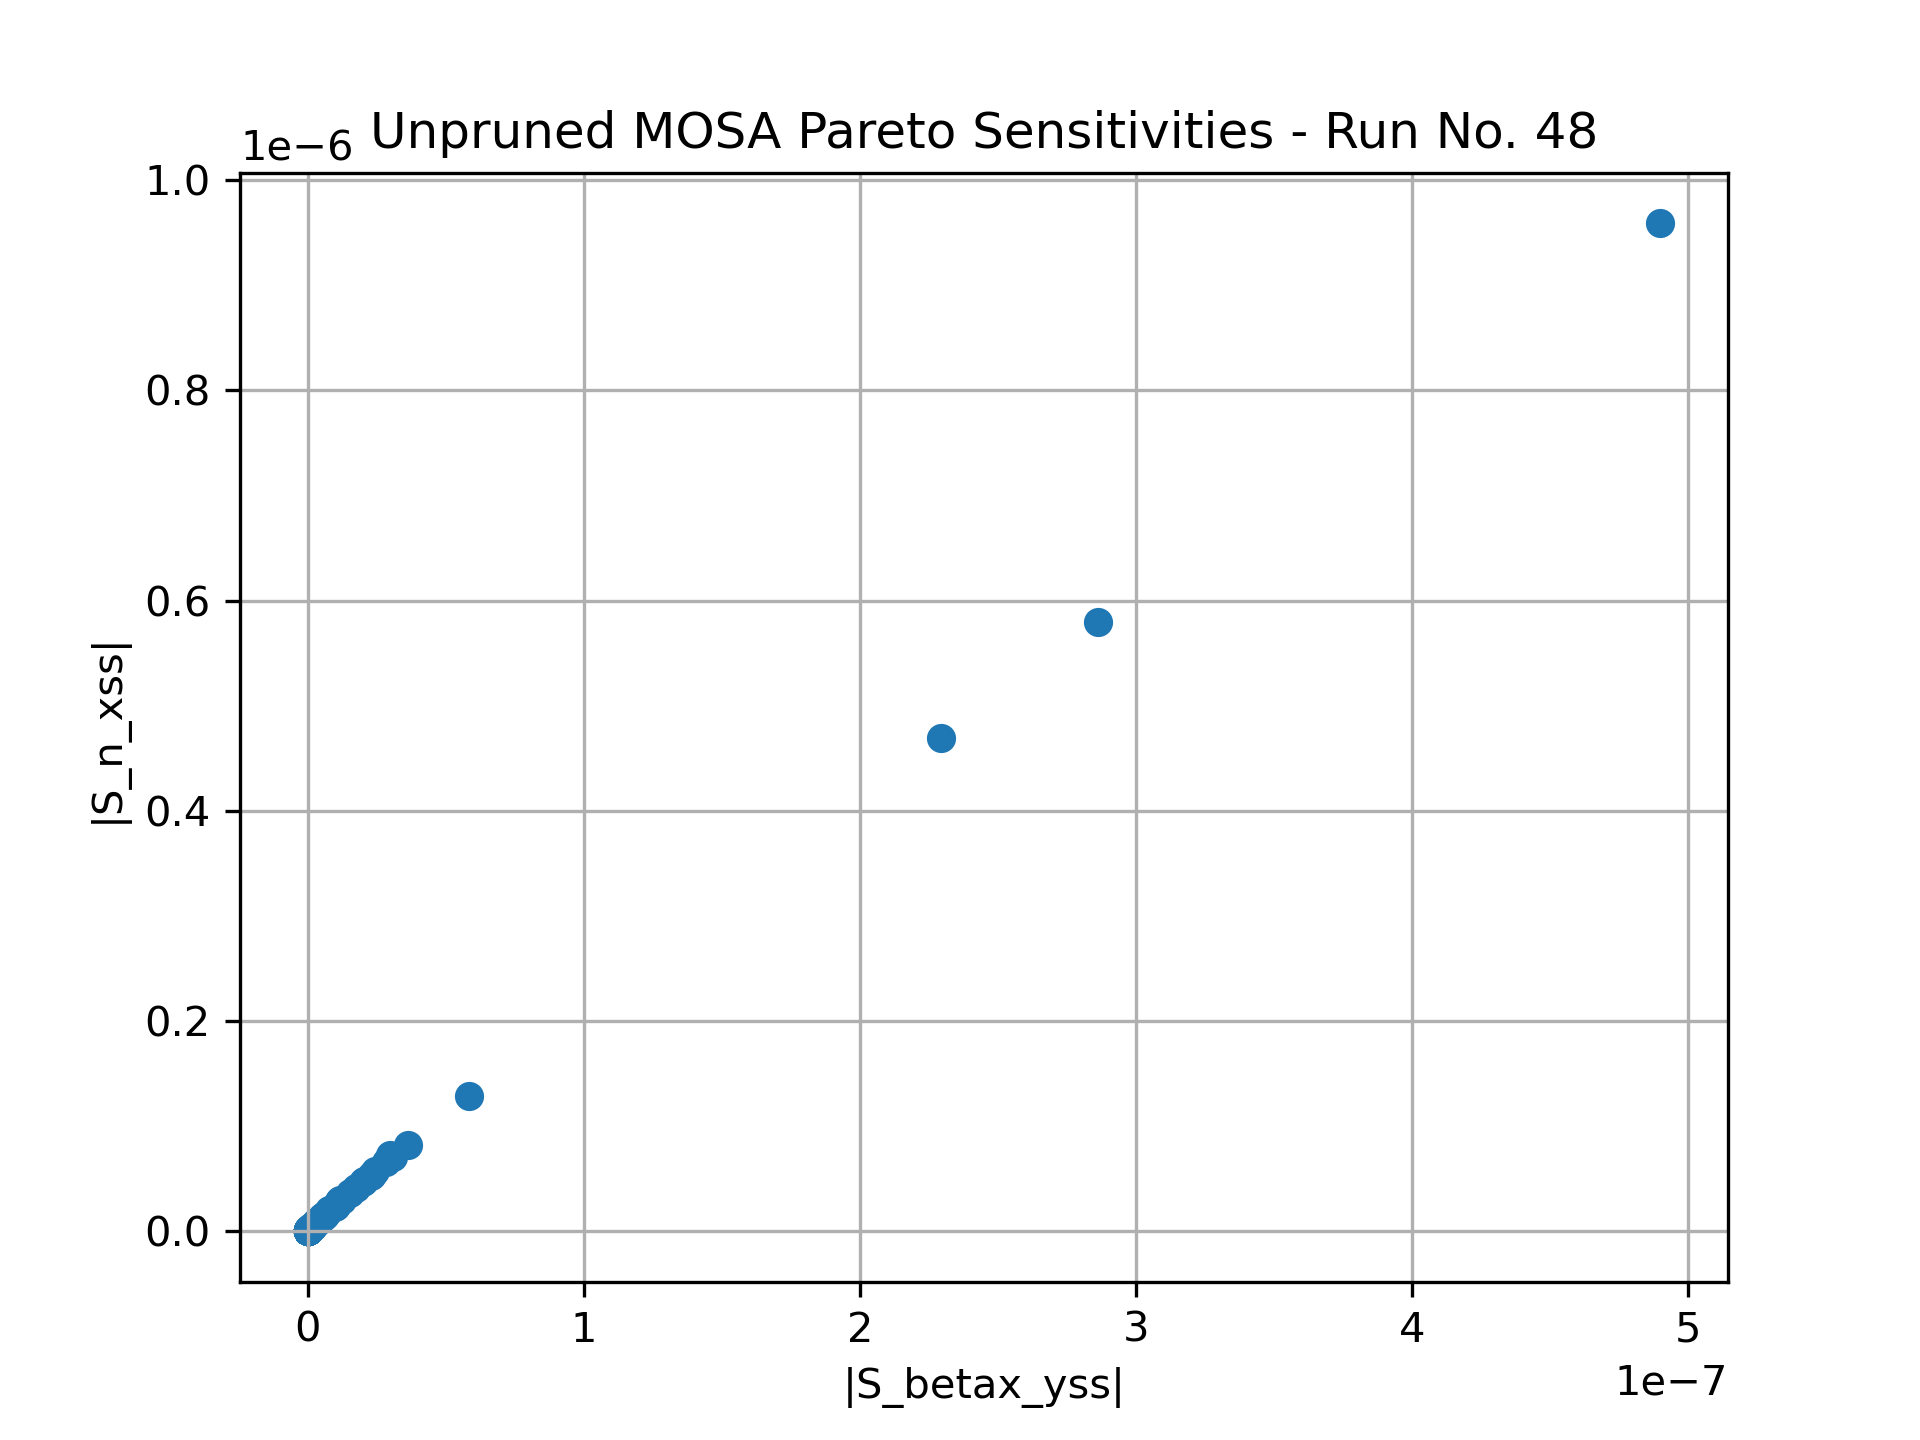 Unpruned MOSA Pareto Sensitivities - Run No. 48
1e−6
1.0
0.8
0.6
0.4
0.2
0.0
|S_n_xss|
0 1 2 3 4 5
1e−7
|S_betax_yss|